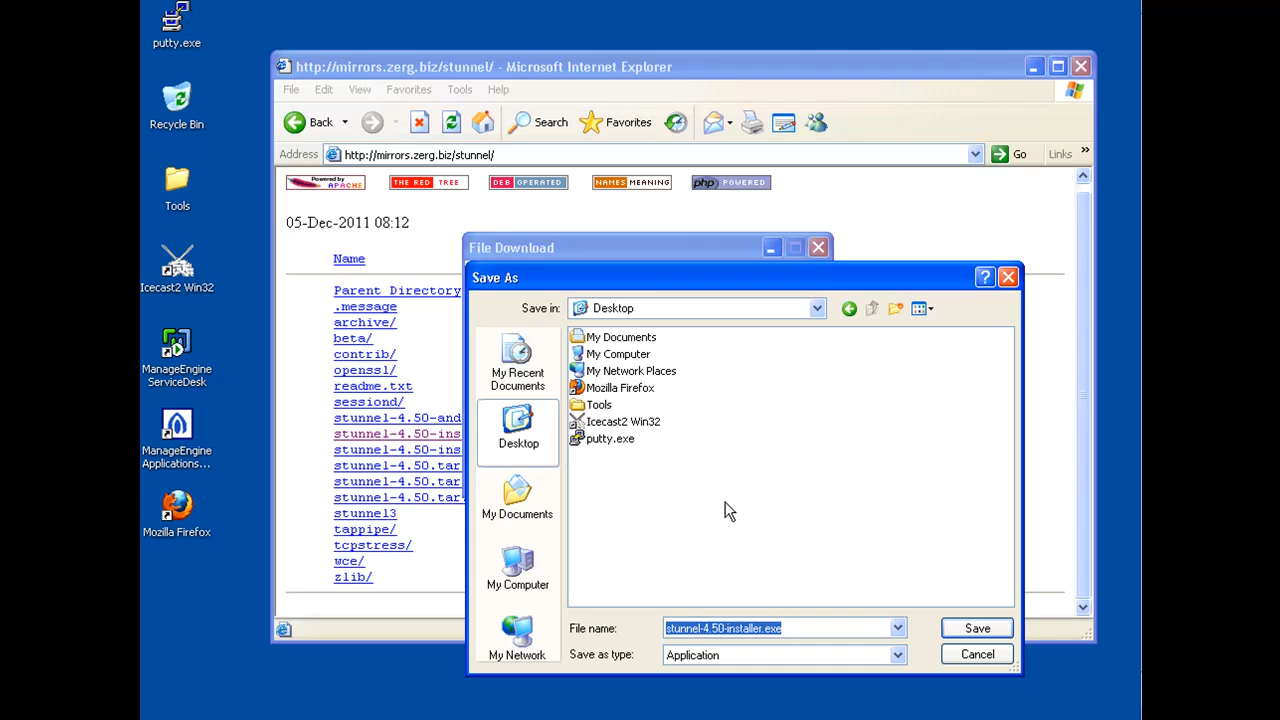 putty.exe
Recycle Bin
Tools
Icecast2 Win32
ManageEngine
ServiceDesk
ManageEngine
Applications...
Mozilla Firefox
http://mirrors.zerg.biz/stunnel/ - Microsoft Internet Explorer
File Edit View Favorites Tools Help
Back Search Favorites
Address http://mirrors.zerg.biz/stunnel/ Go Links »
Powered by APACHE THE RED TREE DEB OPERATED NAMES MEANING php POWERED
05-Dec-2011 08:12
Name
Parent Directory
.message
archive/
beta/
contrib/
openssl/
readme.txt
sessiond/
stunnel-4.50-and
stunnel-4.50-ins
stunnel-4.50-ins
stunnel-4.50.tar
stunnel-4.50.tar
stunnel-4.50.tar
stunnel3
tappipe/
tcpstress/
wce/
zlib/
File Download
Save As
Save in: Desktop
My Recent
Documents
Desktop
My Documents
My Computer
My Network
My Documents
My Computer
My Network Places
Mozilla Firefox
Tools
Icecast2 Win32
putty.exe
File name: stunnel-4.50-installer.exe Save
Save as type: Application Cancel